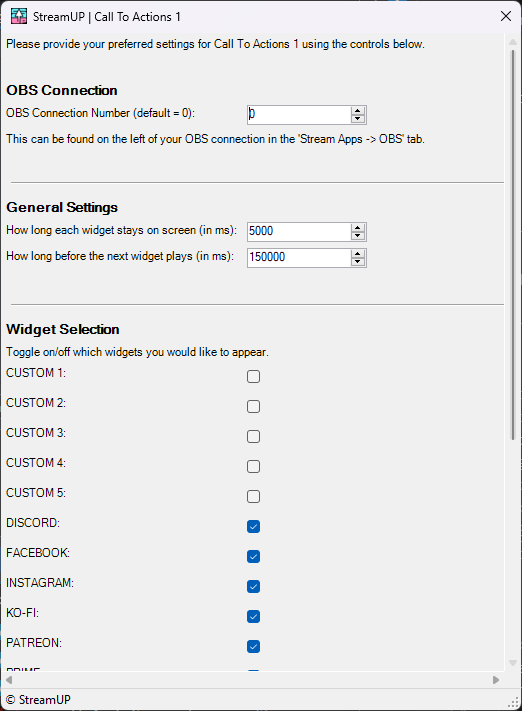 StreamUP | Call To Actions 1
Please provide your preferred settings for Call To Actions 1 using the controls below.
OBS Connection
OBS Connection Number (default = 0): 0
This can be found on the left of your OBS connection in the 'Stream Apps -> OBS' tab.
General Settings
How long each widget stays on screen (in ms): 5000
How long before the next widget plays (in ms): 150000
Widget Selection
Toggle on/off which widgets you would like to appear.
CUSTOM 1:
CUSTOM 2:
CUSTOM 3:
CUSTOM 4:
CUSTOM 5:
DISCORD:
FACEBOOK:
INSTAGRAM:
KO-FI:
PATREON:
PRIME
© StreamUP